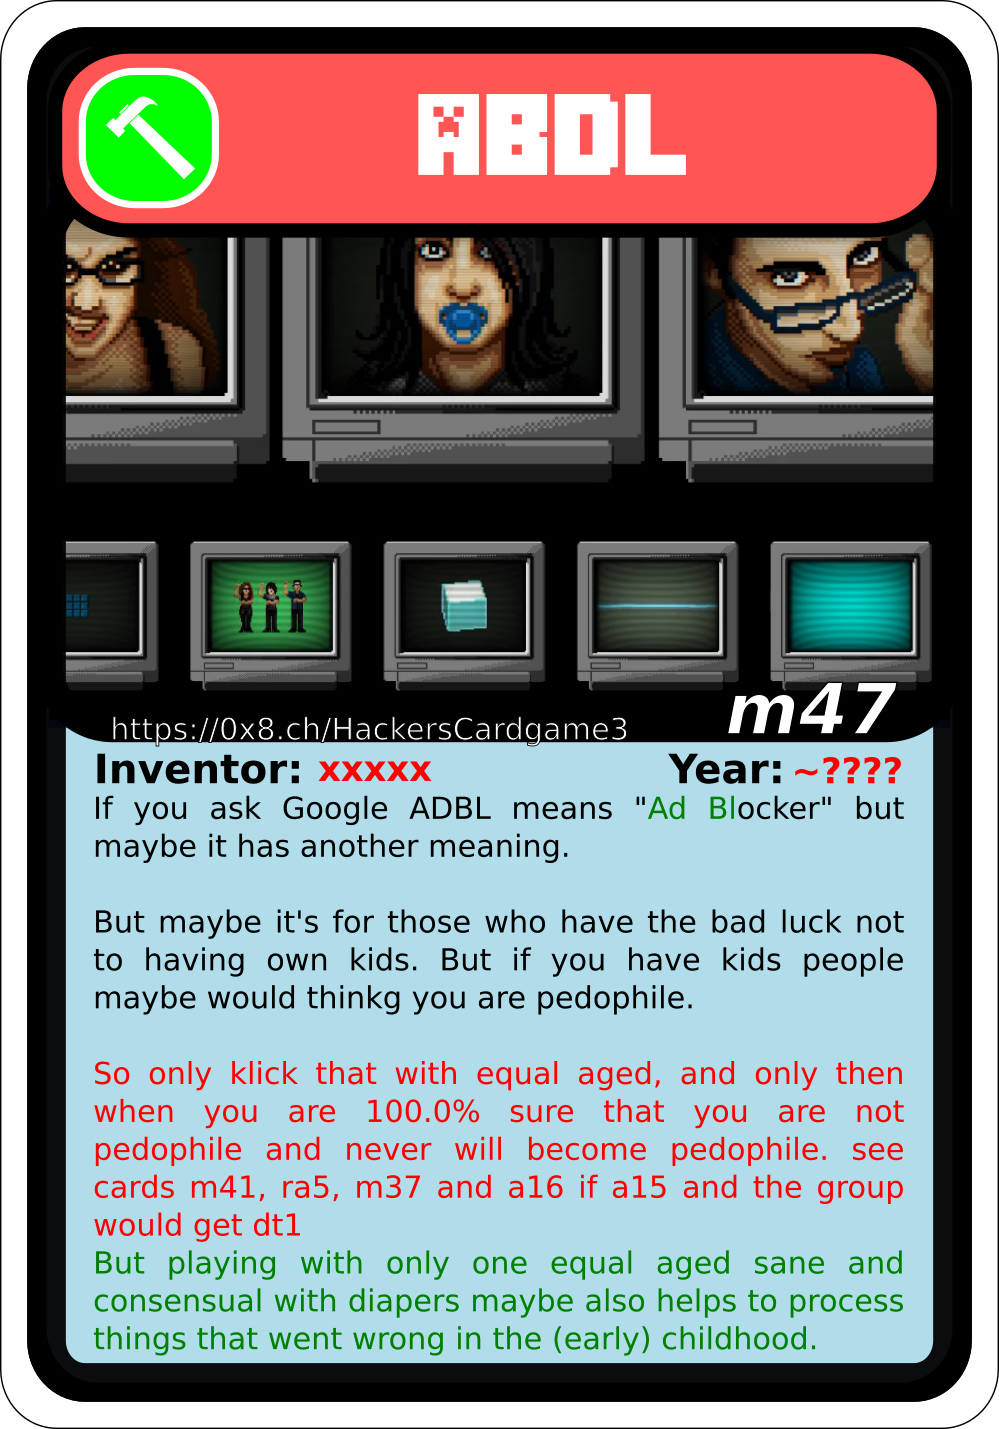 ABDL
https://0x8.ch/HackersCardgame3
m47
Inventor: xxxxx Year: ~????
If you ask Google ADBL means "Ad Blocker" but
maybe it has another meaning.
But maybe it's for those who have the bad luck not
to having own kids. But if you have kids people
maybe would thinkg you are pedophile.
So only klick that with equal aged, and only then
when you are 100.0% sure that you are not
pedophile and never will become pedophile. see
cards m41, ra5, m37 and a16 if a15 and the group
would get dt1
But playing with only one equal aged sane and
consensual with diapers maybe also helps to process
things that went wrong in the (early) childhood.